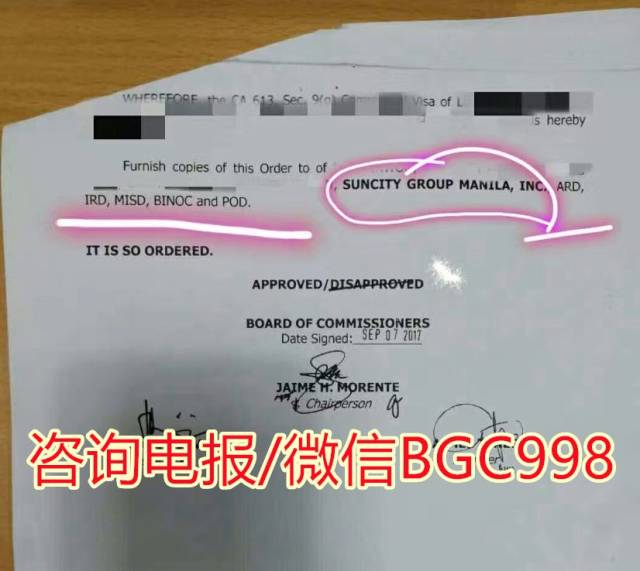 WHEREFORE, the CA 613, Sec. 9(g) Visa of
is hereby
Furnish copies of this Order to
SUNCITY GROUP MANILA, INC. ARD,
IRD, MISD, BINOC and POD.
IT IS SO ORDERED.
APPROVED/DISAPPROVED
BOARD OF COMMISSIONERS
Date Signed: SEP 07 2017
JAIME H. MORENTE
Chairperson
咨询电报/微信BGC998